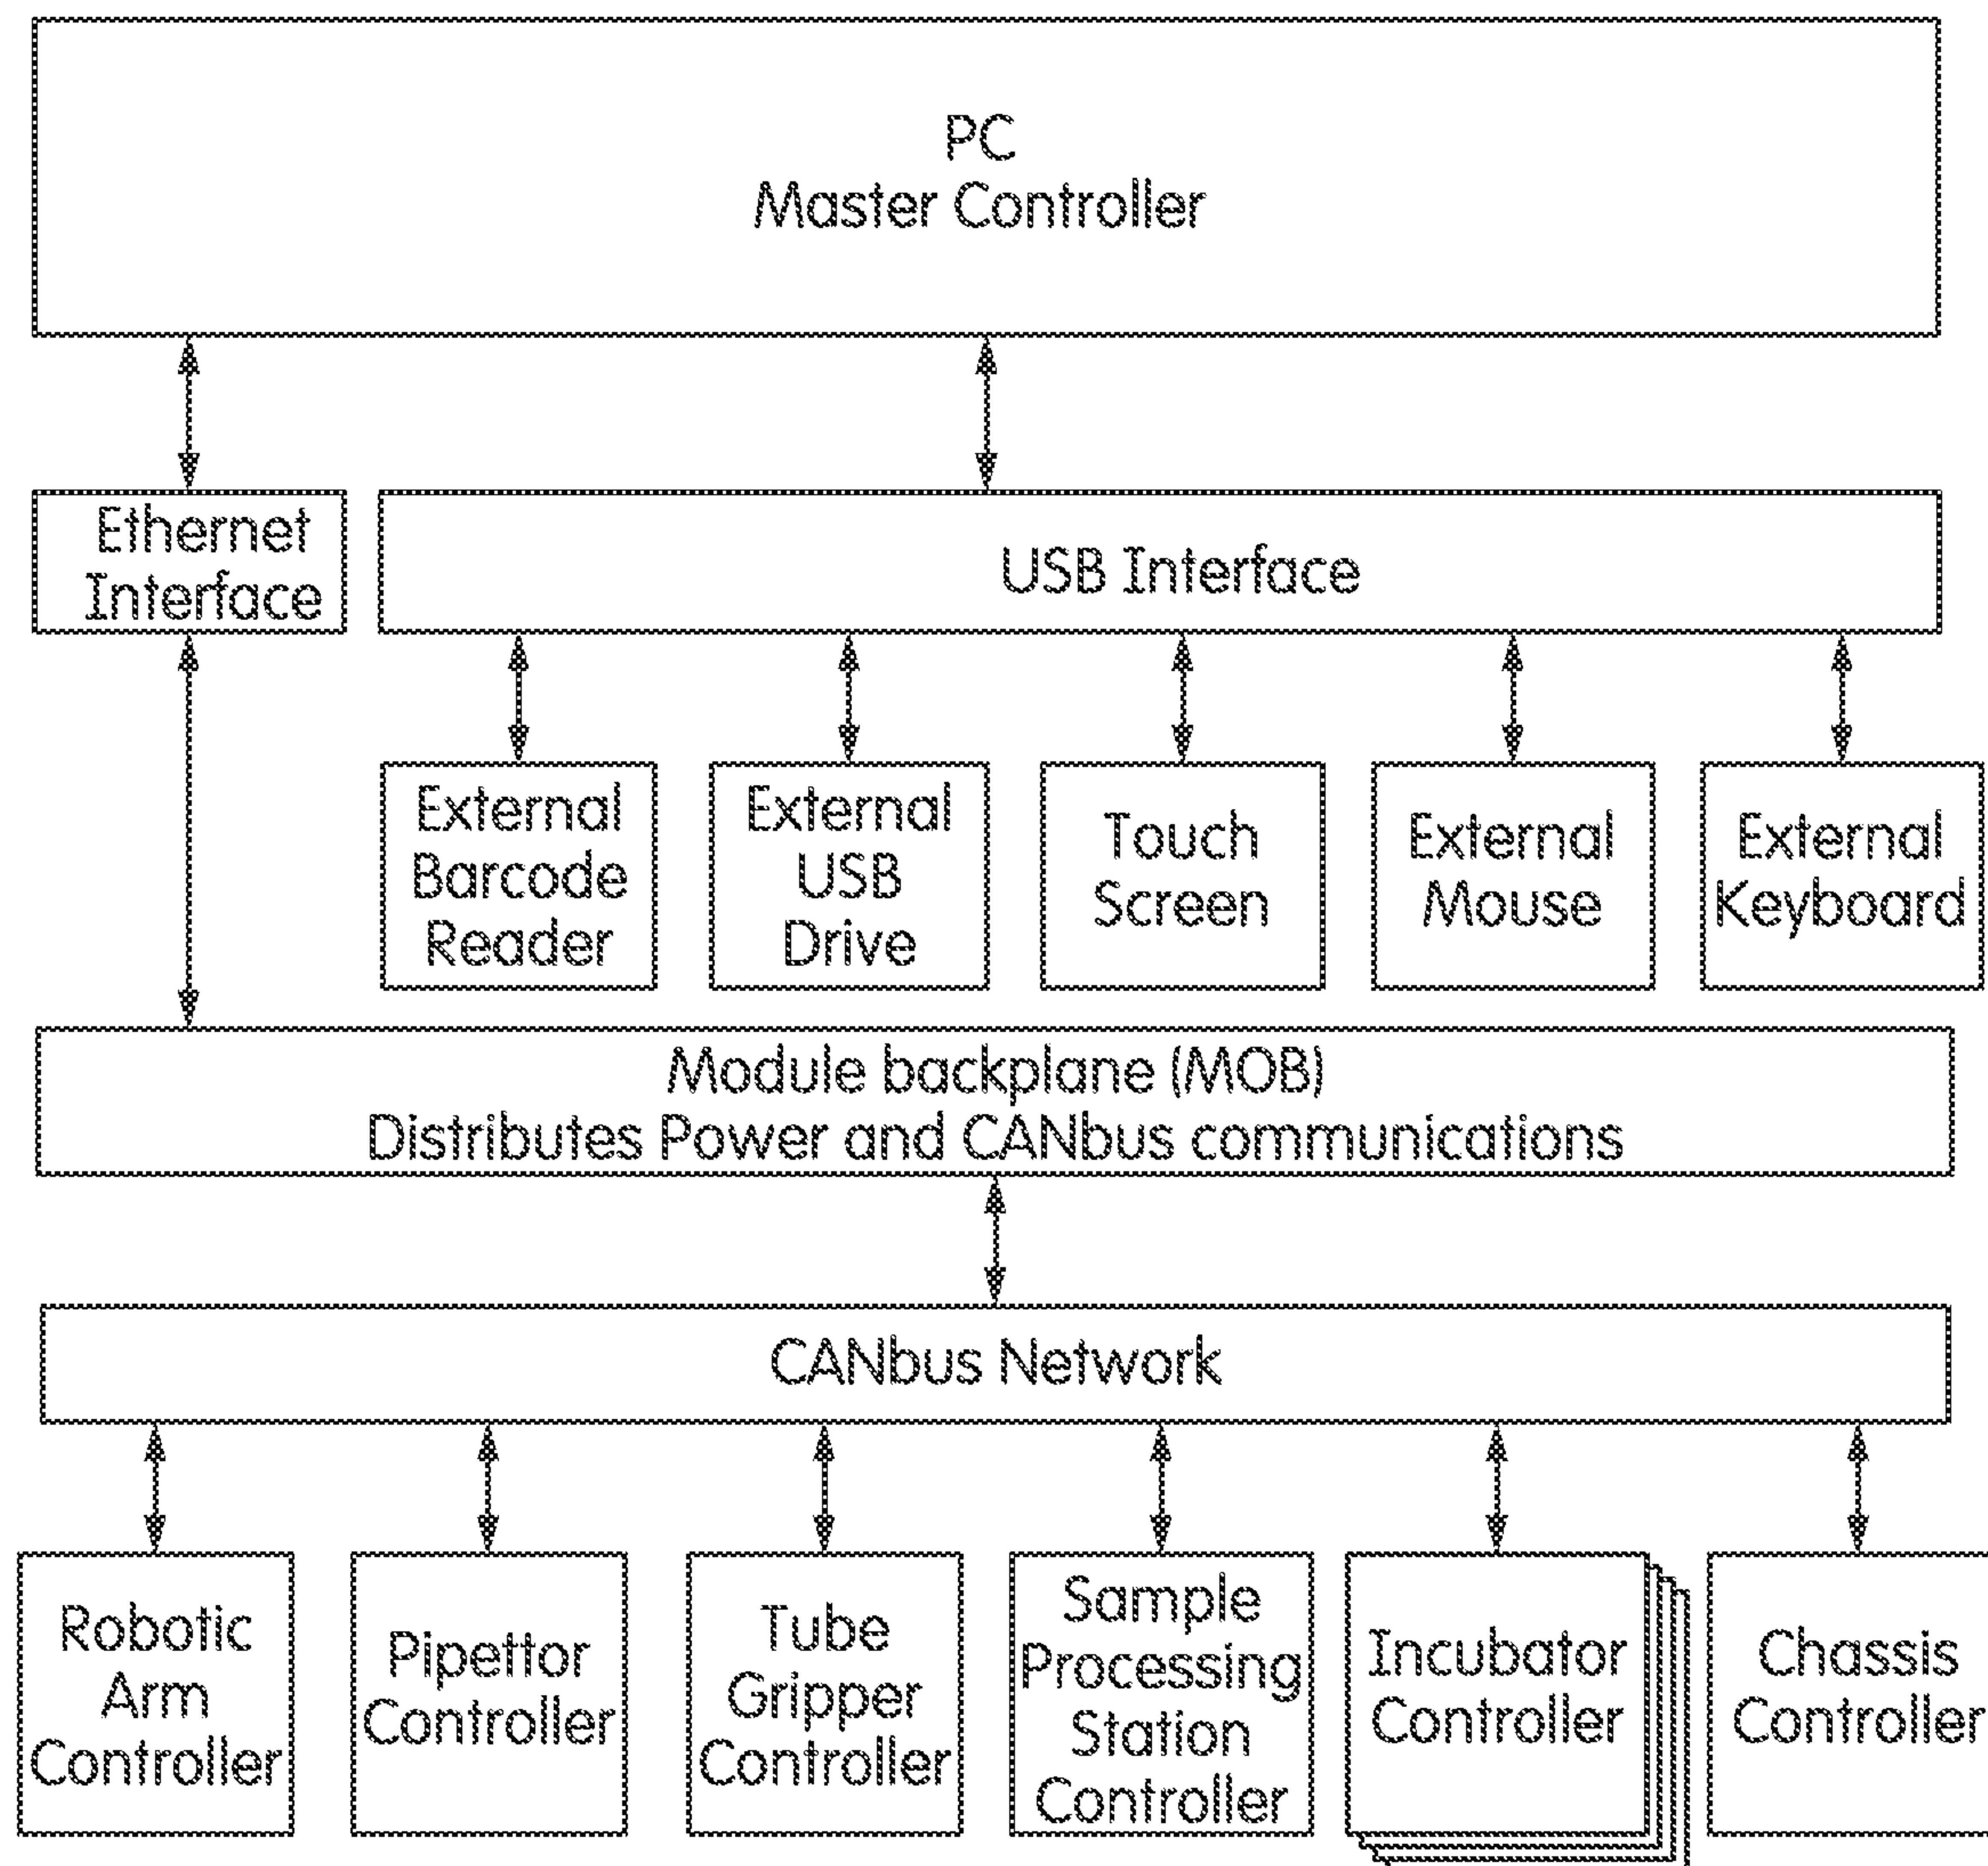 PC
Master Controller
Ethernet
Interface
USB Interface
External
Barcode
Reader
External
USB
Drive
Touch
Screen
External
Mouse
External
Keyboard
Module backplane (MOB)
Distributes Power and CANbus communications
CANbus Network
Robotic
Arm
Controller
Pipettor
Controller
Tube
Gripper
Controller
Sample
Processing
Station
Controller
Incubator
Controller
Chassis
Controller